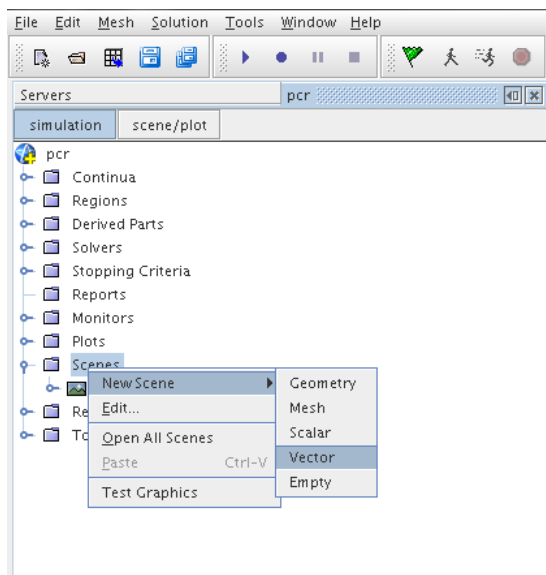 File Edit Mesh Solution Tools Window Help
Servers
pcr
simulation
scene/plot
pcr
Continua
Regions
Derived Parts
Solvers
Stopping Criteria
Reports
Monitors
Plots
Scenes
Re
To
New Scene
Edit...
Open All Scenes
Paste Ctrl-V
Test Graphics
Geometry
Mesh
Scalar
Vector
Empty